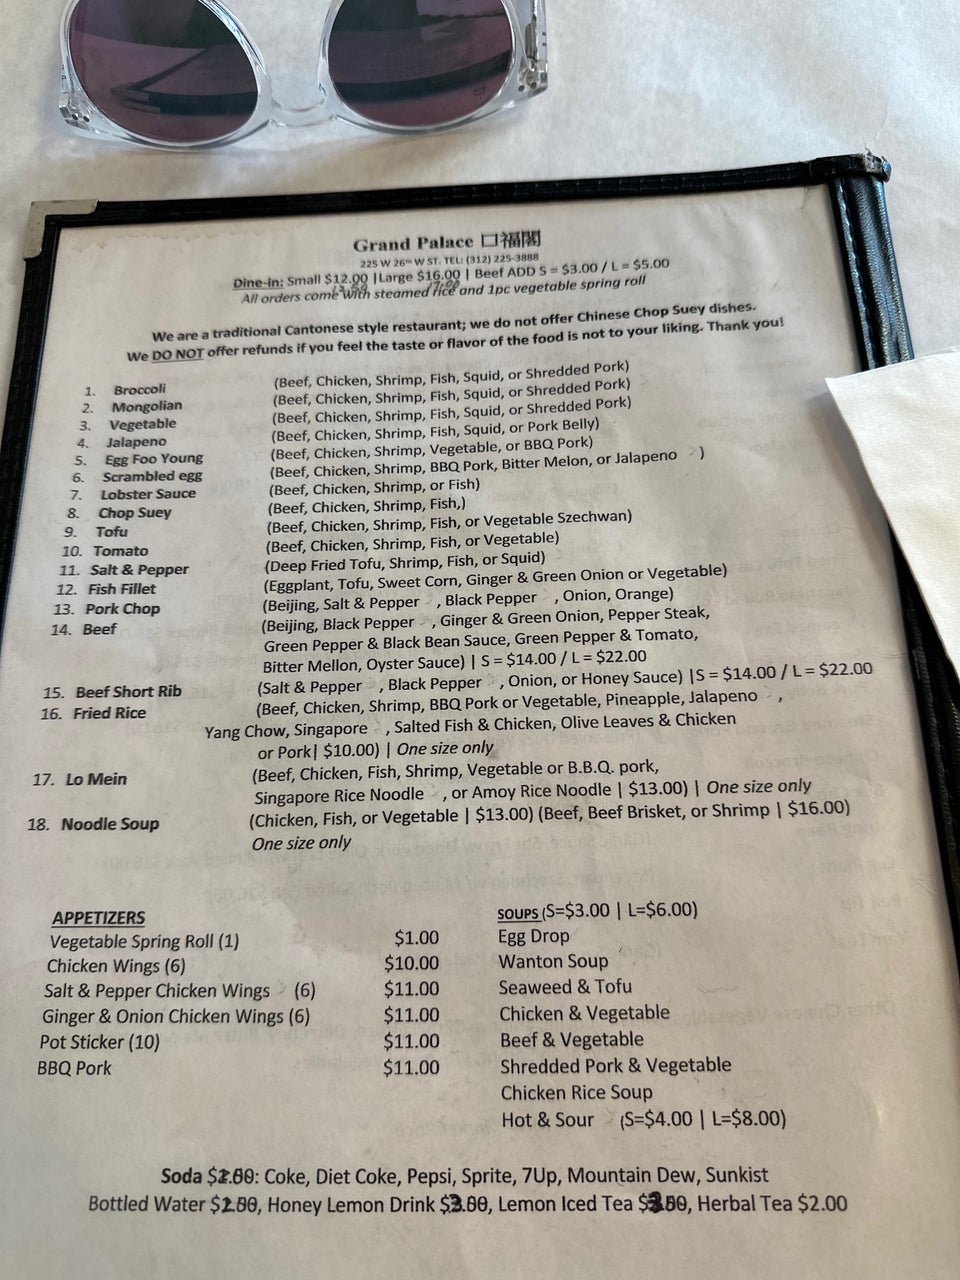 Grand Palace 口福閣
225 W 26th W ST. TEL: (312) 225-3888
Dine-in: Small $12.00 |Large $16.00 | Beef ADD S = $3.00 / L = $5.00
All orders come with steamed rice and 1pc vegetable spring roll
We are a traditional Cantonese style restaurant; we do not offer Chinese Chop Suey dishes.
We DO NOT offer refunds if you feel the taste or flavor of the food is not to your liking. Thank you!
1. Broccoli (Beef, Chicken, Shrimp, Fish, Squid, or Shredded Pork)
2. Mongolian (Beef, Chicken, Shrimp, Fish, Squid, or Shredded Pork)
3. Vegetable (Beef, Chicken, Shrimp, Fish, Squid, or Shredded Pork)
4. Jalapeno (Beef, Chicken, Shrimp, Fish, Squid, or Pork Belly)
5. Egg Foo Young (Beef, Chicken, Shrimp, Vegetable, or BBQ Pork)
6. Scrambled egg (Beef, Chicken, Shrimp, BBQ Pork, Bitter Melon, or Jalapeno )
7. Lobster Sauce (Beef, Chicken, Shrimp, or Fish)
8. Chop Suey (Beef, Chicken, Shrimp, Fish,)
9. Tofu (Beef, Chicken, Shrimp, Fish, or Vegetable Szechwan)
10. Tomato (Beef, Chicken, Shrimp, Fish, or Vegetable)
11. Salt & Pepper (Deep Fried Tofu, Shrimp, Fish, or Squid)
12. Fish Fillet (Eggplant, Tofu, Sweet Corn, Ginger & Green Onion or Vegetable)
13. Pork Chop (Beijing, Salt & Pepper , Black Pepper , Onion, Orange)
14. Beef (Beijing, Black Pepper , Ginger & Green Onion, Pepper Steak,
Green Pepper & Black Bean Sauce, Green Pepper & Tomato,
Bitter Mellon, Oyster Sauce) | S = $14.00 / L = $22.00
15. Beef Short Rib (Salt & Pepper , Black Pepper , Onion, or Honey Sauce) |S = $14.00 / L = $22.00
16. Fried Rice (Beef, Chicken, Shrimp, BBQ Pork or Vegetable, Pineapple, Jalapeno ,
Yang Chow, Singapore , Salted Fish & Chicken, Olive Leaves & Chicken
or Pork| $10.00) | One size only
17. Lo Mein (Beef, Chicken, Fish, Shrimp, Vegetable or B.B.Q. pork,
Singapore Rice Noodle , or Amoy Rice Noodle | $13.00) | One size only
18. Noodle Soup (Chicken, Fish, or Vegetable | $13.00) (Beef, Beef Brisket, or Shrimp | $16.00)
One size only
APPETIZERS
Vegetable Spring Roll (1) $1.00
Chicken Wings (6) $10.00
Salt & Pepper Chicken Wings (6) $11.00
Ginger & Onion Chicken Wings (6) $11.00
Pot Sticker (10) $11.00
BBQ Pork $11.00
SOUPS (S=$3.00 | L=$6.00)
Egg Drop
Wanton Soup
Seaweed & Tofu
Chicken & Vegetable
Beef & Vegetable
Shredded Pork & Vegetable
Chicken Rice Soup
Hot & Sour (S=$4.00 | L=$8.00)
Soda : Coke, Diet Coke, Pepsi, Sprite, 7Up, Mountain Dew, Sunkist
Bottled Water , Honey Lemon Drink , Lemon Iced Tea , Herbal Tea $2.00